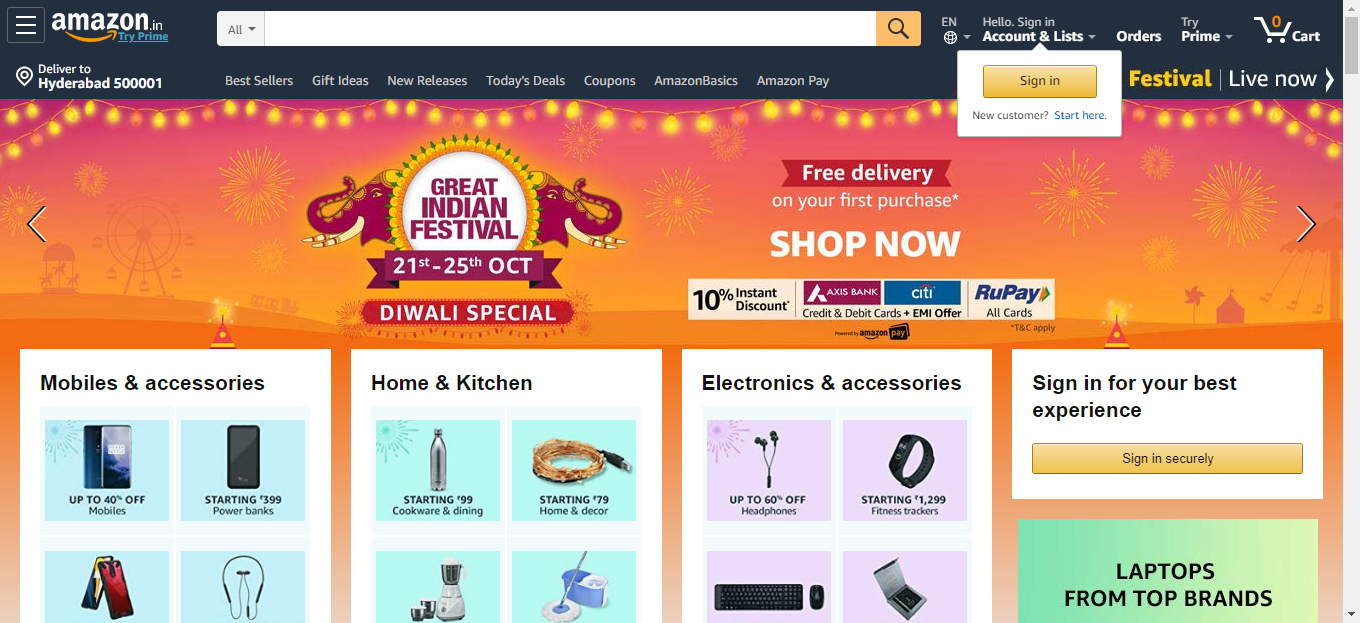 amazon.in
Try Prime
All
EN
Hello. Sign in
Account & Lists
Orders
Try
Prime
0
Cart
Deliver to
Hyderabad 500001
Best Sellers
Gift Ideas
New Releases
Today's Deals
Coupons
AmazonBasics
Amazon Pay
Sign in
New customer? Start here.
Festival | Live now
GREAT
INDIAN
FESTIVAL
21st-25th OCT
DIWALI SPECIAL
Free delivery
on your first purchase*
SHOP NOW
10% Instant
Discount*
AXIS BANK
citi
Credit & Debit Cards + EMI Offer
RuPay
All Cards
*T&C apply
Powered by amazon pay
Mobiles & accessories
UP TO 40% OFF
Mobiles
STARTING ₹399
Power banks
Home & Kitchen
STARTING ₹99
Cookware & dining
STARTING ₹79
Home & decor
Electronics & accessories
UP TO 60% OFF
Headphones
STARTING ₹1,299
Fitness trackers
Sign in for your best
experience
Sign in securely
LAPTOPS
FROM TOP BRANDS